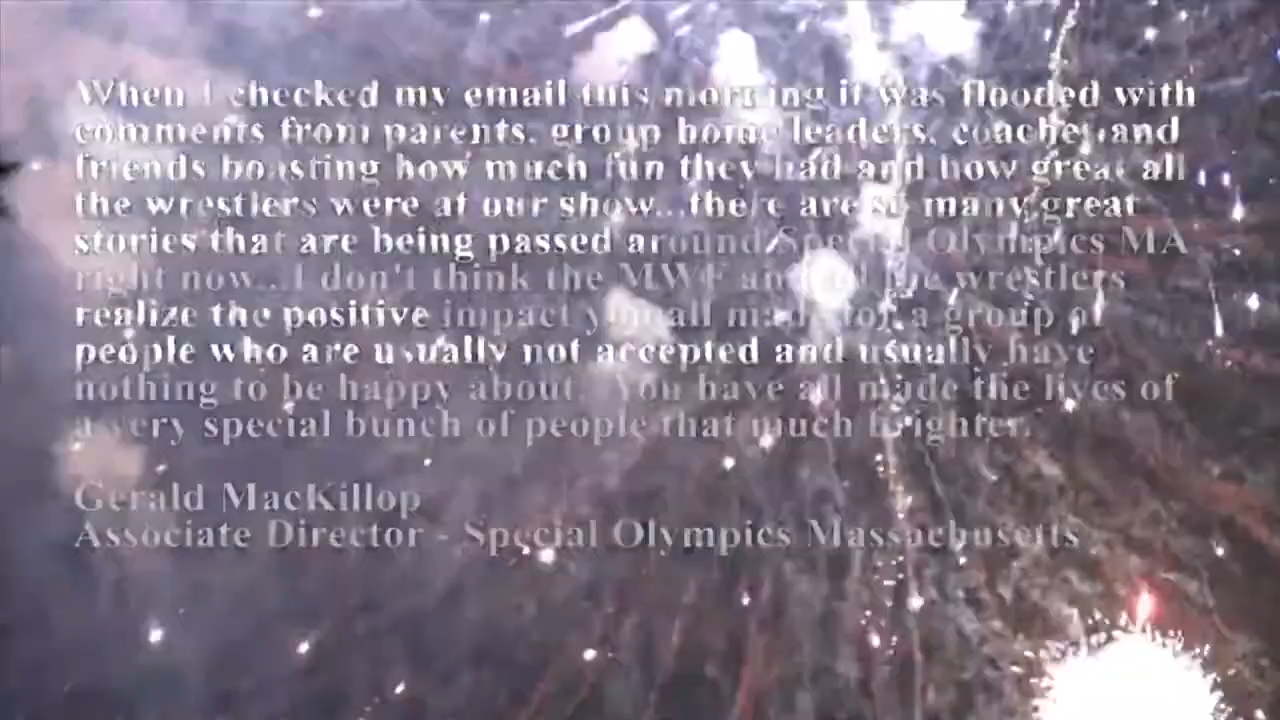 When I checked my email this morning it was flooded with
comments from parents, group home leaders, coaches and
friends boasting how much fun they had and how great all
the wrestlers were at our show...there are so many great
stories that are being passed around Special Olympics MA
right now...I don't think the MWF and all the wrestlers
realize the positive impact you all made for a group of
people who are usually not accepted and usually have
nothing to be happy about. You have all made the lives of
a very special bunch of people that much brighter.
Gerald MacKillop
Associate Director - Special Olympics Massachusetts